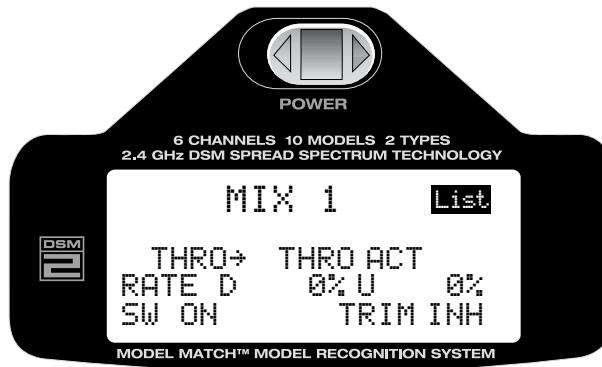 POWER
6 CHANNELS 10 MODELS 2 TYPES
2.4 GHz DSM SPREAD SPECTRUM TECHNOLOGY
MIX 1 List
DSM
2
THRO→ THRO ACT
RATE D 0% U 0%
SW ON TRIM INH
MODEL MATCH™ MODEL RECOGNITION SYSTEM